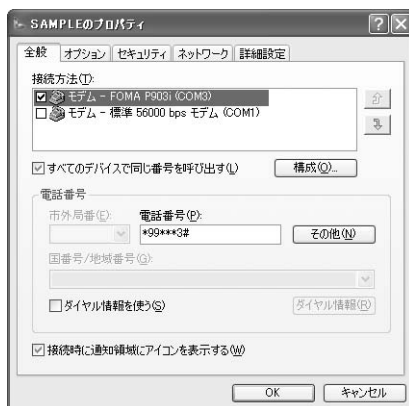 SAMPLEのプロパティ
全般 オプション セキュリティ ネットワーク 詳細設定
接続方法(T):
モデム - FOMA P903i (COM3)
モデム - 標準 56000 bps モデム (COM1)
すべてのデバイスで同じ番号を呼び出す(L) 構成(O)...
電話番号
市外局番(E): 電話番号(P):
*99***3# その他(N)
国番号/地域番号(G):
ダイヤル情報を使う(S) ダイヤル情報(R)
接続時に通知領域にアイコンを表示する(W)
OK キャンセル